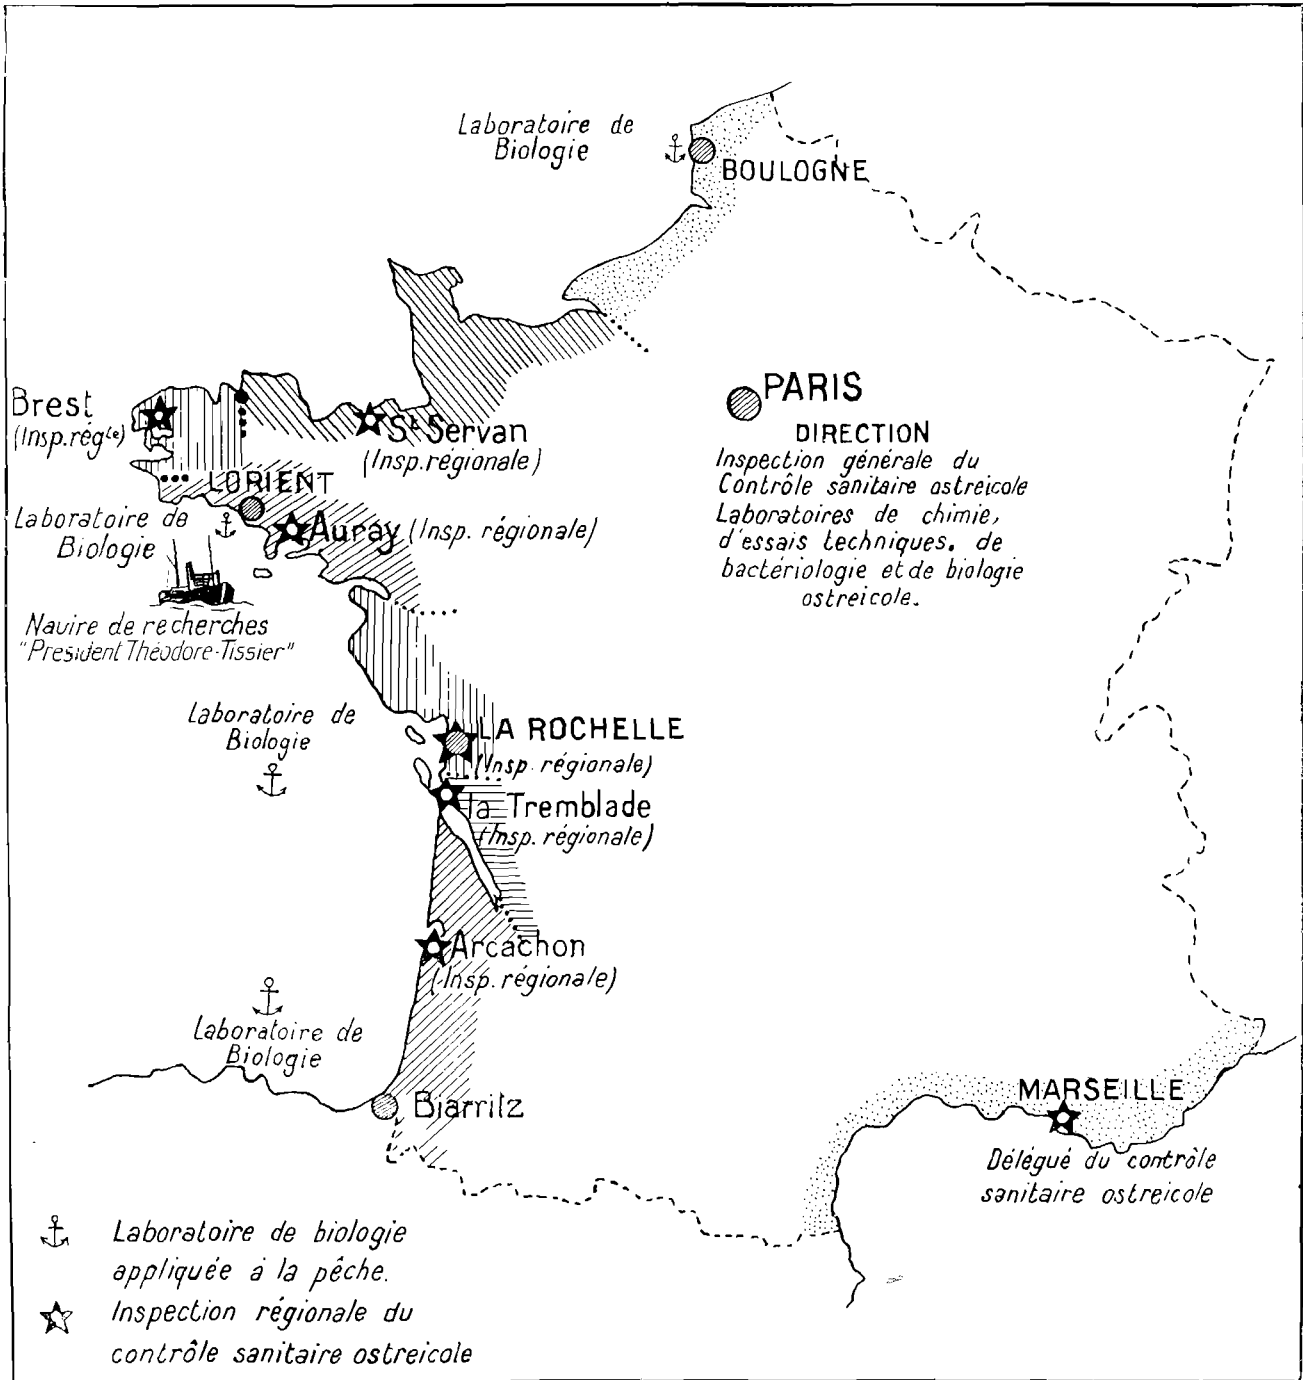 Laboratoire de
Biologie
BOULOGNE
PARIS
DIRECTION
Inspection générale du
Contrôle sanitaire ostreicole
Laboratoires de chimie,
d'essais techniques. de
bactériologie et de biologie
ostreicole.
Brest
(Insp.régle)
St Servan
(Insp.régionale)
LORIENT
Laboratoire de
Biologie
Auray (Insp. régionale)
Navire de recherches
"President Théodore-Tissier"
Laboratoire de
Biologie
LA ROCHELLE
(Insp. régionale)
la Tremblade
(Insp. régionale)
Arcachon
(Insp. régionale)
Laboratoire de
Biologie
Biarritz
MARSEILLE
Délégué du contrôle
sanitaire ostreicole
Laboratoire de biologie
appliquée à la pêche.
Inspection régionale du
contrôle sanitaire ostreicole